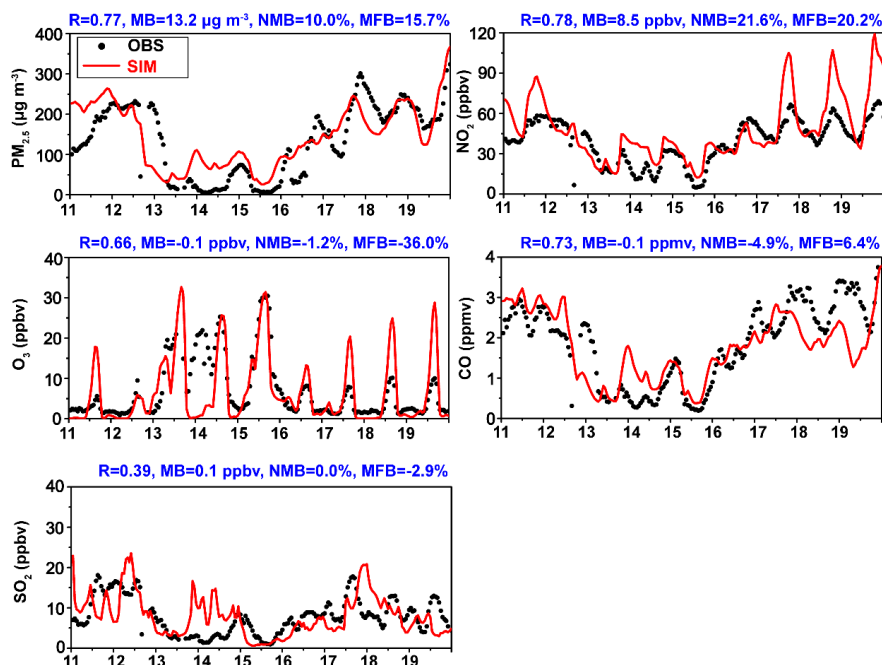 R=0.77, MB=13.2 µg m⁻³, NMB=10.0%, MFB=15.7%
OBS
SIM
PM2.5 (µg m⁻³)
400
300
200
100
0
11 12 13 14 15 16 17 18 19
R=0.78, MB=8.5 ppbv, NMB=21.6%, MFB=20.2%
NO2 (ppbv)
120
90
60
30
0
11 12 13 14 15 16 17 18 19
R=0.66, MB=-0.1 ppbv, NMB=-1.2%, MFB=-36.0%
O3 (ppbv)
40
30
20
10
0
11 12 13 14 15 16 17 18 19
R=0.73, MB=-0.1 ppmv, NMB=-4.9%, MFB=6.4%
CO (ppmv)
4
3
2
1
0
11 12 13 14 15 16 17 18 19
R=0.39, MB=0.1 ppbv, NMB=0.0%, MFB=-2.9%
SO2 (ppbv)
40
30
20
10
0
11 12 13 14 15 16 17 18 19